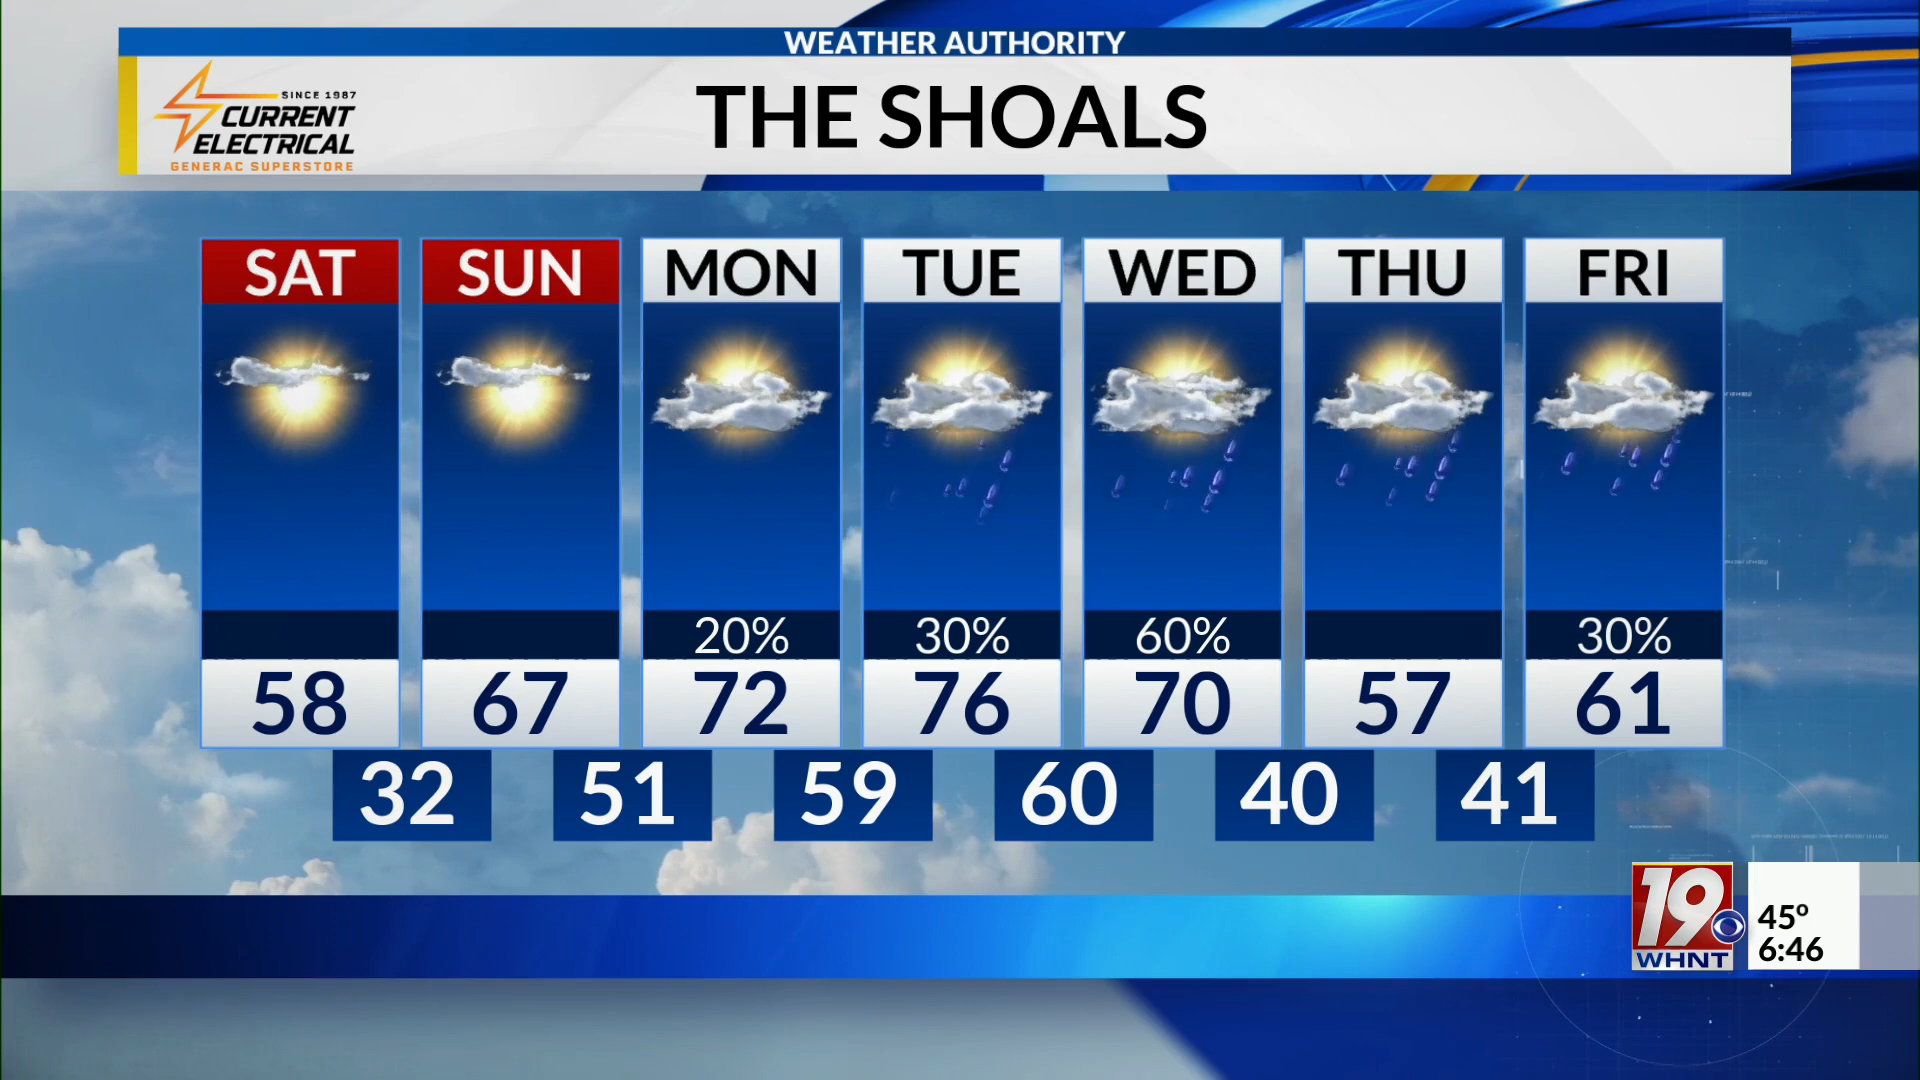 WEATHER AUTHORITY
SINCE 1987
CURRENT
ELECTRICAL
GENERAC SUPERSTORE
THE SHOALS
SAT SUN MON TUE WED THU FRI
20% 30% 60% 30%
58 67 72 76 70 57 61
32 51 59 60 40 41
19
WHNT
45º
6:46